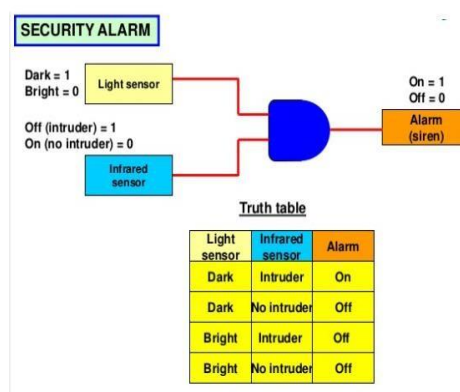 SECURITY ALARM
Dark = 1
Bright = 0
Light sensor
On = 1
Off = 0
Off (intruder) = 1
On (no intruder) = 0
Alarm
(siren)
Infrared
sensor
Truth table
Light sensor Infrared sensor Alarm
Dark Intruder On
Dark No intruder Off
Bright Intruder Off
Bright No intruder Off